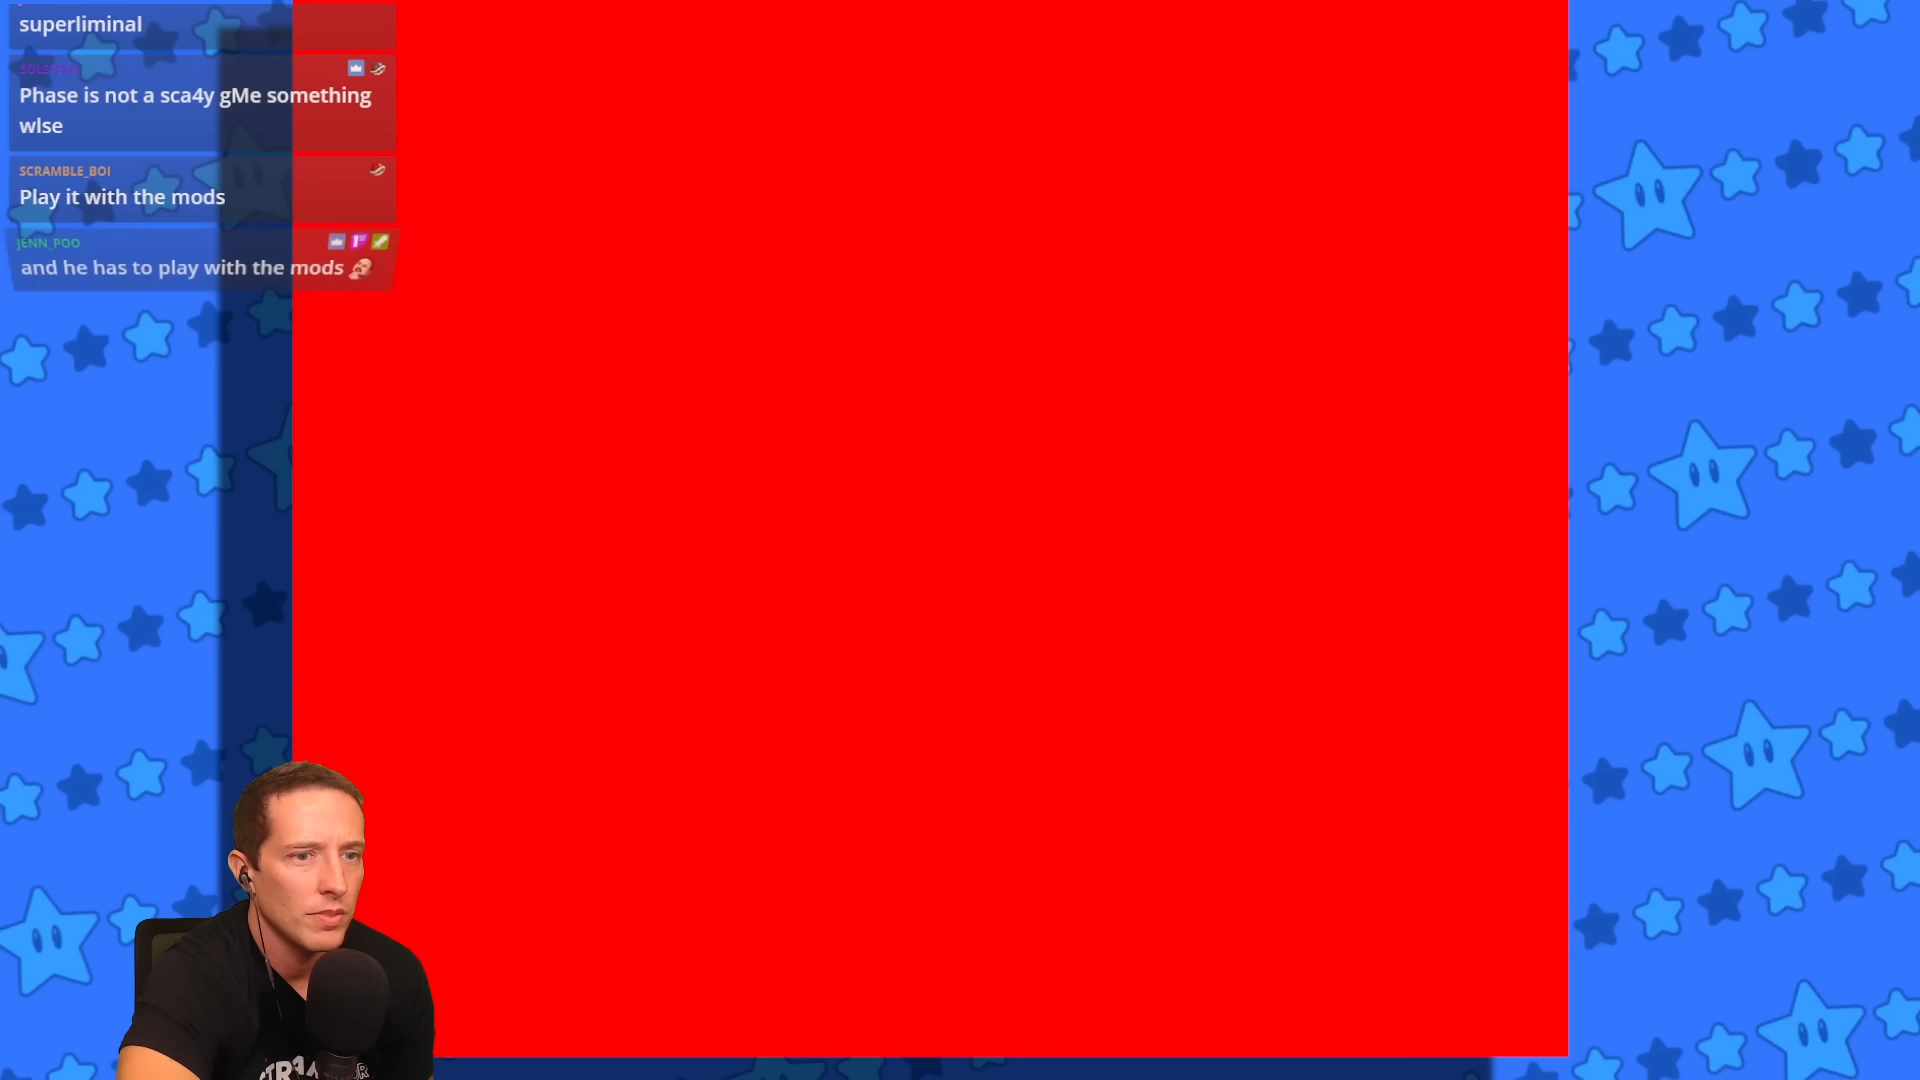 superliminal
Phase is not a sca4y gMe something
wlse
SCRAMBLE_BOI
Play it with the mods
JENN_POO
and he has to play with the mods